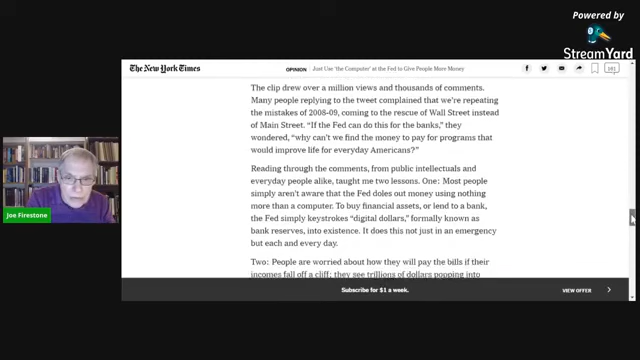 Powered by
StreamYard
The New York Times
OPINION
Just Use 'the Computer' at the Fed to Give People More Money
181
The clip drew over a million views and thousands of comments.
Many people replying to the tweet complained that we're repeating
the mistakes of 2008-09, coming to the rescue of Wall Street instead
of Main Street. "If the Fed can do this for the banks," they
wondered, "why can't we find the money to pay for programs that
would improve life for everyday Americans?"
Reading through the comments, from public intellectuals and
everyday people alike, taught me two lessons. One: Most people
simply aren't aware that the Fed doles out money using nothing
more than a computer. To buy financial assets, or lend to a bank,
the Fed simply keystrokes "digital dollars," formally known as
bank reserves, into existence. It does this not just in an emergency
but each and every day.
Two: People are worried about how they will pay the bills if their
incomes fall off a cliff; they see trillions of dollars popping into
Joe Firestone
Subscribe for $1 a week.
VIEW OFFER